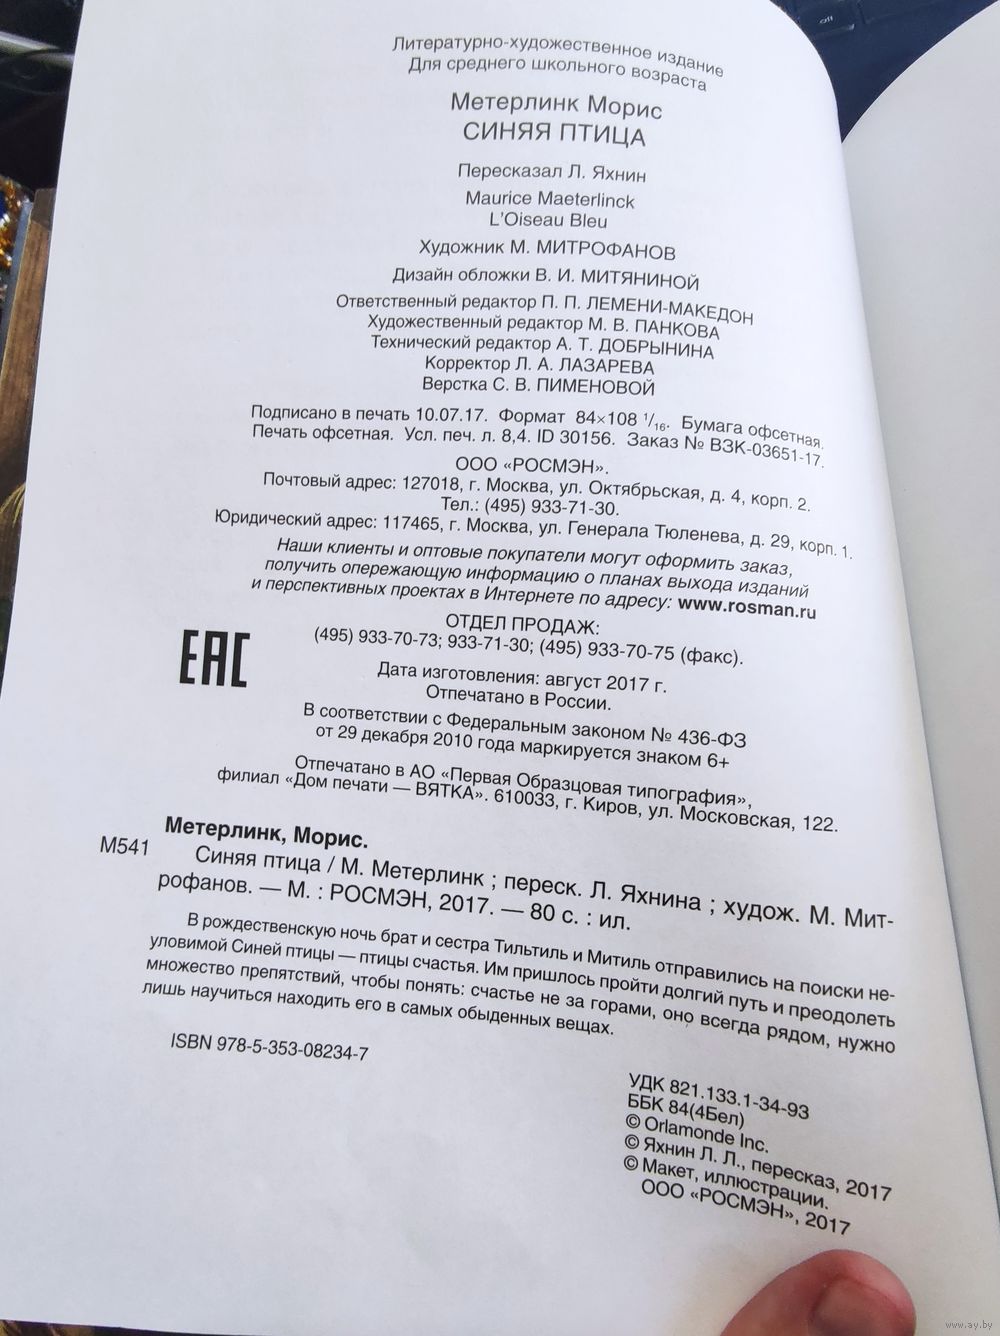 Литературно-художественное издание
Для среднего школьного возраста
Метерлинк Морис
СИНЯЯ ПТИЦА
Пересказал Л. Яхнин
Maurice Maeterlinck
L'Oiseau Bleu
Художник М. МИТРОФАНОВ
Дизайн обложки В. И. МИТЯНИНОЙ
Ответственный редактор П. П. ЛЕМЕНИ-МАКЕДОН
Художественный редактор М. В. ПАНКОВА
Технический редактор А. Т. ДОБРЫНИНА
Корректор Л. А. ЛАЗАРЕВА
Верстка С. В. ПИМЕНОВОЙ
Подписано в печать 10.07.17. Формат 84×108 1/16. Бумага офсетная.
Печать офсетная. Усл. печ. л. 8,4. ID 30156. Заказ № ВЗК-03651-17.
ООО «РОСМЭН».
Почтовый адрес: 127018, г. Москва, ул. Октябрьская, д. 4, корп. 2.
Тел.: (495) 933-71-30.
Юридический адрес: 117465, г. Москва, ул. Генерала Тюленева, д. 29, корп. 1.
Наши клиенты и оптовые покупатели могут оформить заказ,
получить опережающую информацию о планах выхода изданий
и перспективных проектах в Интернете по адресу: www.rosman.ru
ОТДЕЛ ПРОДАЖ:
(495) 933-70-73; 933-71-30; (495) 933-70-75 (факс).
EAC
Дата изготовления: август 2017 г.
Отпечатано в России.
В соответствии с Федеральным законом № 436-ФЗ
от 29 декабря 2010 года маркируется знаком 6+
Отпечатано в АО «Первая Образцовая типография»,
филиал «Дом печати — ВЯТКА». 610033, г. Киров, ул. Московская, 122.
Метерлинк, Морис.
М541 Синяя птица / М. Метерлинк ; переск. Л. Яхнина ; худож. М. Мит-
рофанов. — М. : РОСМЭН, 2017. — 80 с. : ил.
В рождественскую ночь брат и сестра Тильтиль и Митиль отправились на поиски не-
уловимой Синей птицы — птицы счастья. Им пришлось пройти долгий путь и преодолеть
множество препятствий, чтобы понять: счастье не за горами, оно всегда рядом, нужно
лишь научиться находить его в самых обыденных вещах.
ISBN 978-5-353-08234-7
УДК 821.133.1-34-93
ББК 84(4Бел)
© Orlamonde Inc.
© Яхнин Л. Л., пересказ, 2017
© Макет, иллюстрации.
ООО «РОСМЭН», 2017
www.ay.by